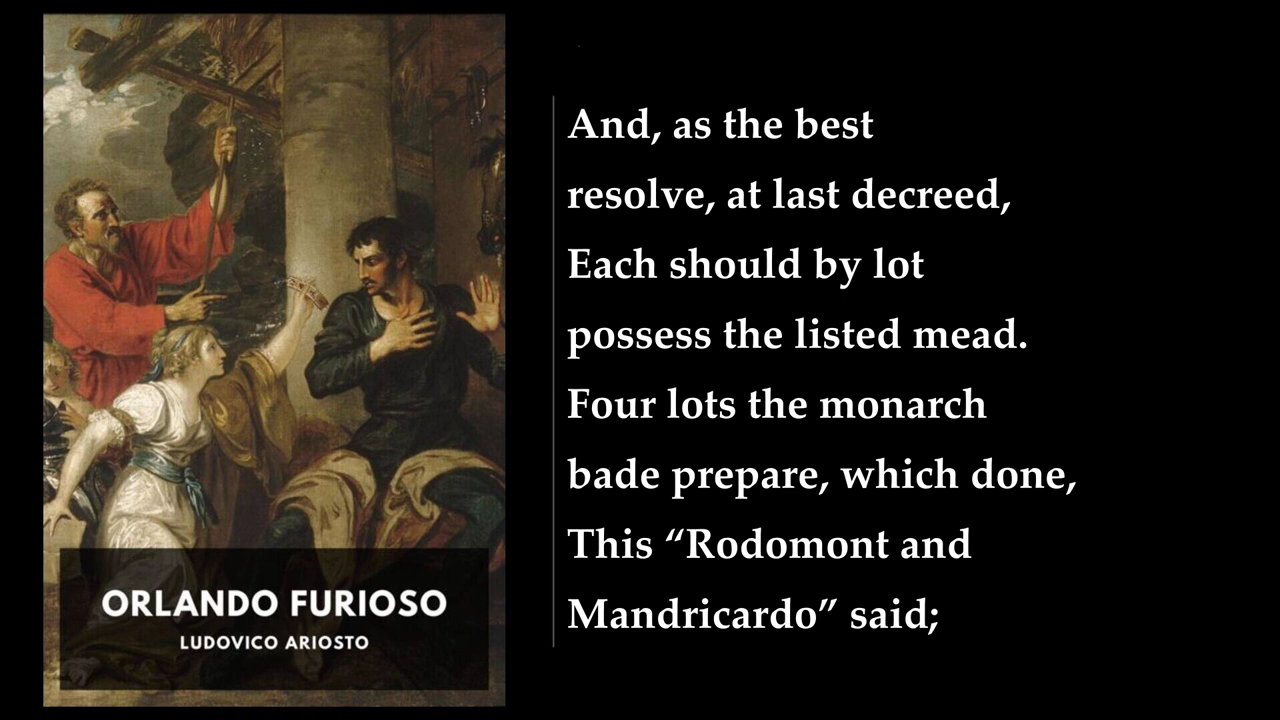 ORLANDO FURIOSO
LUDOVICO ARIOSTO
And, as the best
resolve, at last decreed,
Each should by lot
possess the listed mead.
Four lots the monarch
bade prepare, which done,
This “Rodomont and
Mandricardo” said;